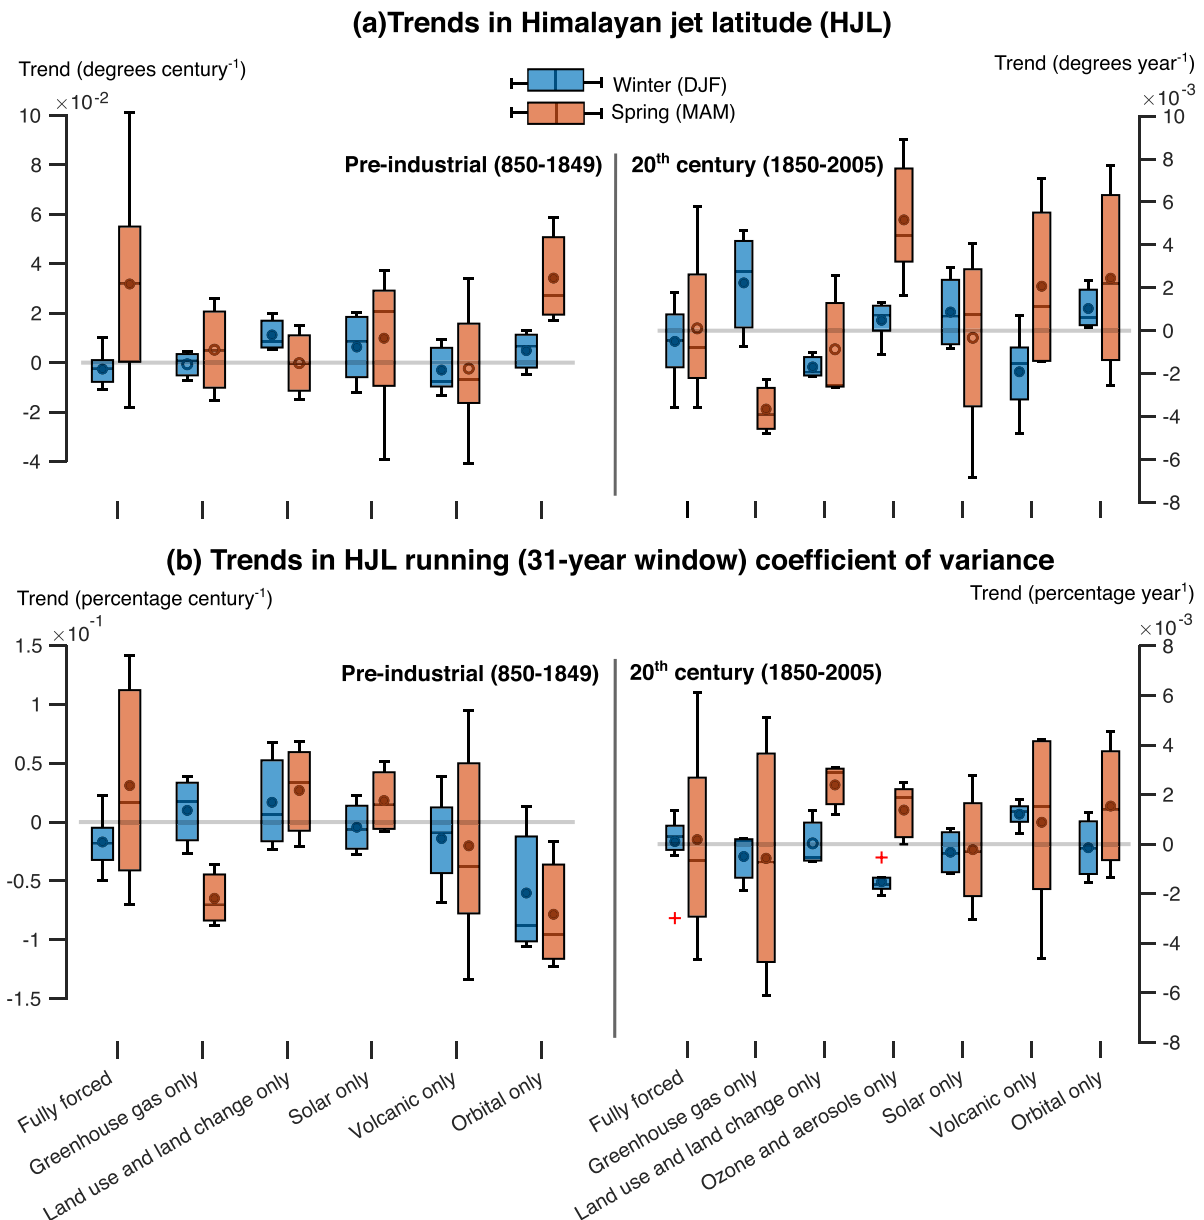 (a)Trends in Himalayan jet latitude (HJL)
Trend (degrees century-1)
Trend (degrees year-1)
×10-2
×10-3
Winter (DJF)
Spring (MAM)
Pre-industrial (850-1849)
20th century (1850-2005)
10
8
6
4
2
0
-2
-4
10
8
6
4
2
0
-2
-4
-6
-8
(b) Trends in HJL running (31-year window) coefficient of variance
Trend (percentage century-1)
Trend (percentage year1)
×10-1
×10-3
Pre-industrial (850-1849)
20th century (1850-2005)
1.5
1
0.5
0
-0.5
-1
-1.5
8
6
4
2
0
-2
-4
-6
-8
Fully forced
Greenhouse gas only
Land use and land change only
Solar only
Volcanic only
Orbital only
Fully forced
Greenhouse gas only
Land use and land change only
Ozone and aerosols only
Solar only
Volcanic only
Orbital only